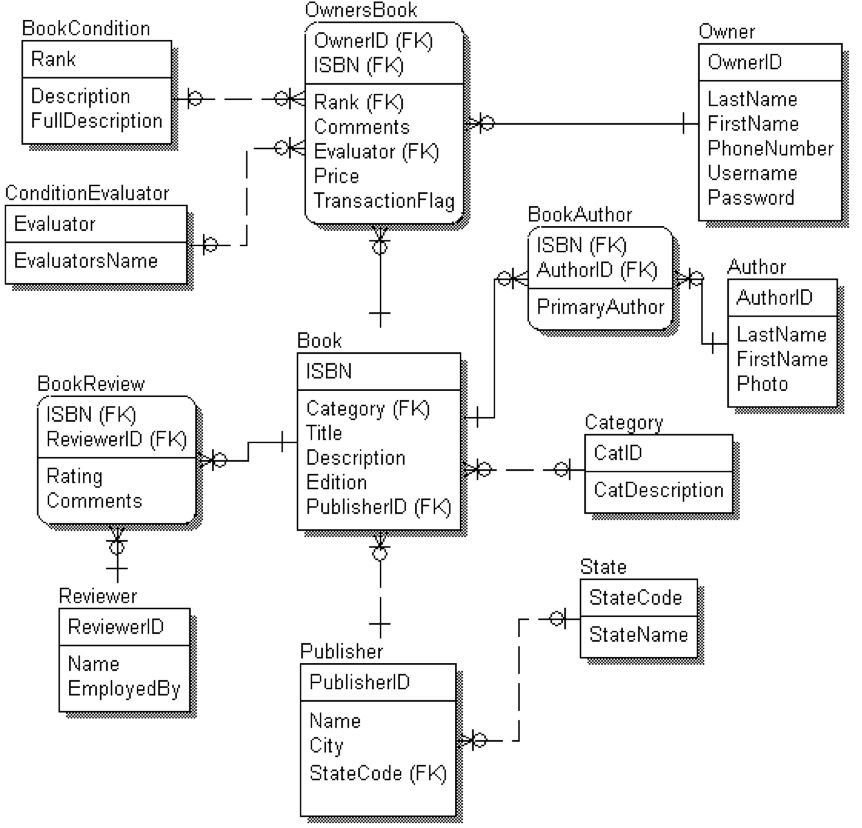 OwnersBook
OwnerID (FK)
ISBN (FK)
Rank (FK)
Comments
Evaluator (FK)
Price
TransactionFlag
BookCondition
Rank
Description
FullDescription
Owner
OwnerID
LastName
FirstName
PhoneNumber
Username
Password
ConditionEvaluator
Evaluator
EvaluatorsName
BookAuthor
ISBN (FK)
AuthorID (FK)
PrimaryAuthor
Author
AuthorID
LastName
FirstName
Photo
Book
ISBN
Category (FK)
Title
Description
Edition
PublisherID (FK)
BookReview
ISBN (FK)
ReviewerID (FK)
Rating
Comments
Category
CatID
CatDescription
Reviewer
ReviewerID
Name
EmployedBy
State
StateCode
StateName
Publisher
PublisherID
Name
City
StateCode (FK)